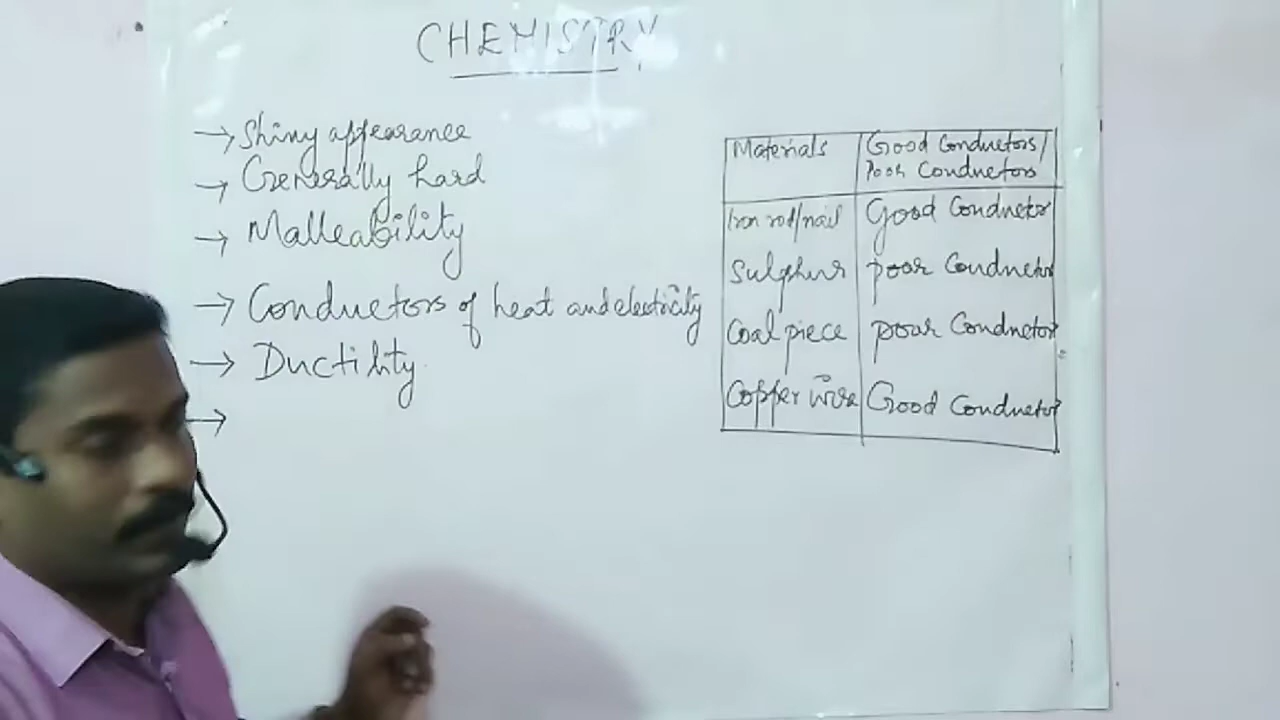 CHEMISTRY
→ Shiny appearance
→ Generally hard
→ Malleability
→ Conductors of heat and electricity
→ Ductility
→
Materials Good Conductors/
Poor Conductors
Iron rod/nail Good Conductor
Sulphur poor Conductor
Coal piece poor Conductor
Copper wire Good Conductor